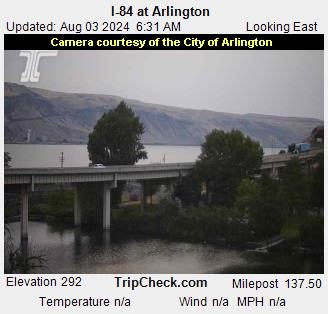 I-84 at Arlington
Updated: Aug 03 2024 6:31 AM Looking East
Camera courtesy of the City of Arlington
Elevation 292 TripCheck.com Milepost 137.50
Temperature n/a Wind n/a MPH n/a